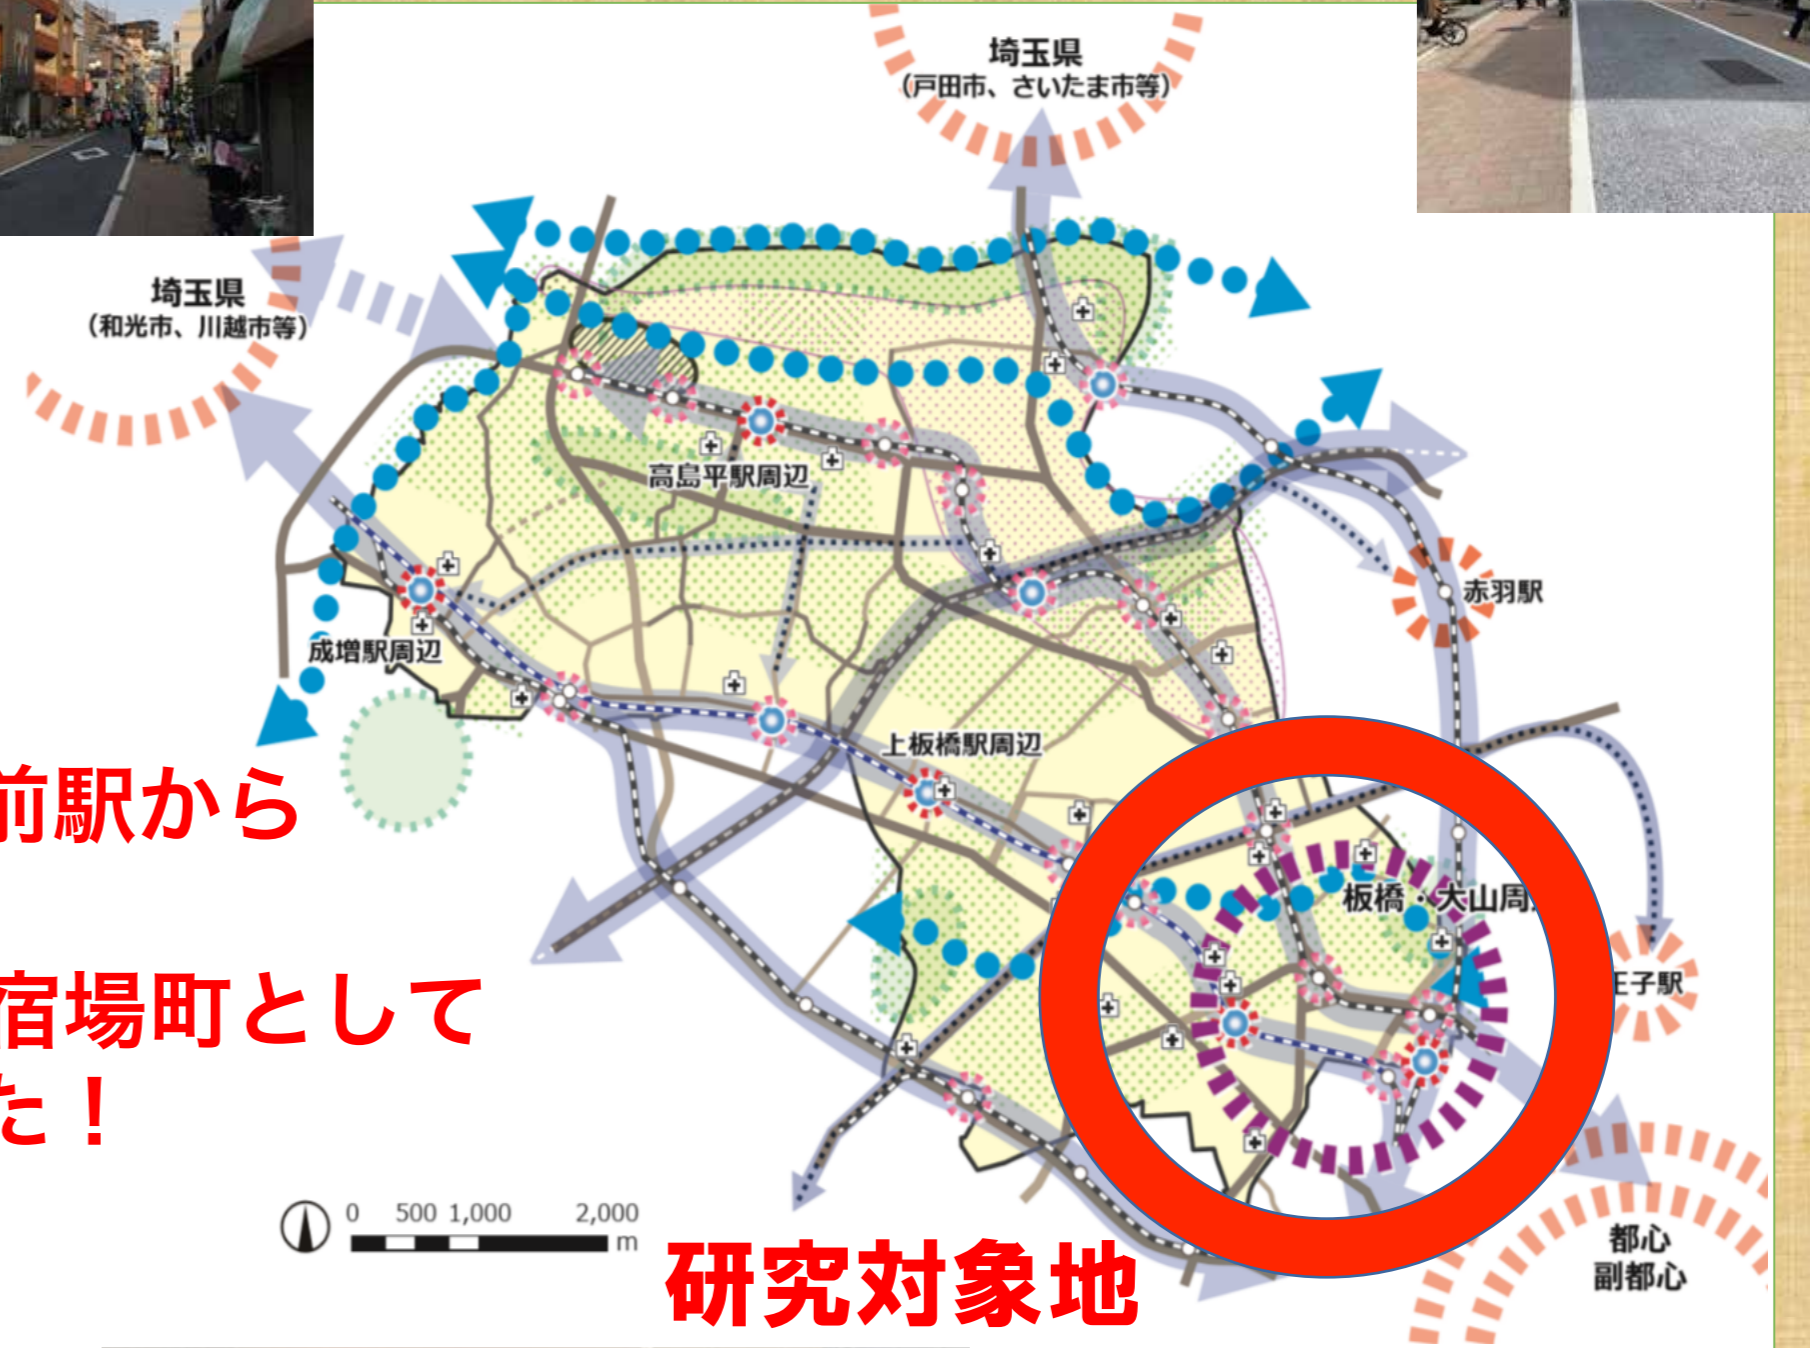 埼玉県
（戸田市、さいたま市等）
埼玉県
（和光市、川越市等）
高島平駅周辺
赤羽駅
成増駅周辺
上板橋駅周辺
前駅から
板橋・大山周
王子駅
宿場町として
た！
0 500 1,000 2,000
m
都心
副都心
研究対象地